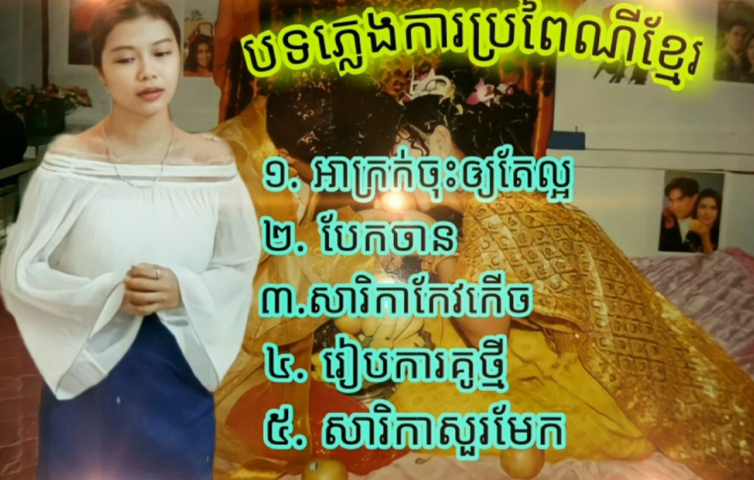 បទភ្លេងការប្រពៃណីខ្មែរ
១. អាក្រក់ចុះឲ្យតែល្អ
២. បែកចាន
៣.សារិកាកែវកើច
៤. រៀបការគូថ្មី
៥. សារិកាសួរមែក